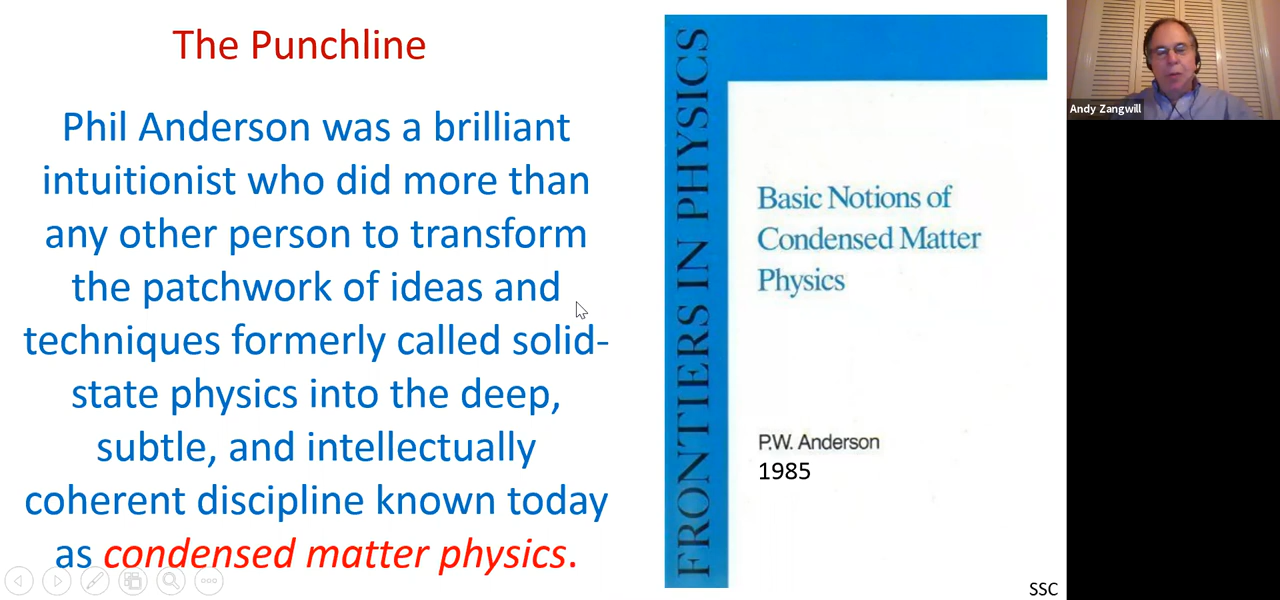 The Punchline
Phil Anderson was a brilliant
intuitionist who did more than
any other person to transform
the patchwork of ideas and
techniques formerly called solid-
state physics into the deep,
subtle, and intellectually
coherent discipline known today
as condensed matter physics.
FRONTIERS IN PHYSICS
Basic Notions of
Condensed Matter
Physics
P.W. Anderson
1985
SSC
Andy Zangwill